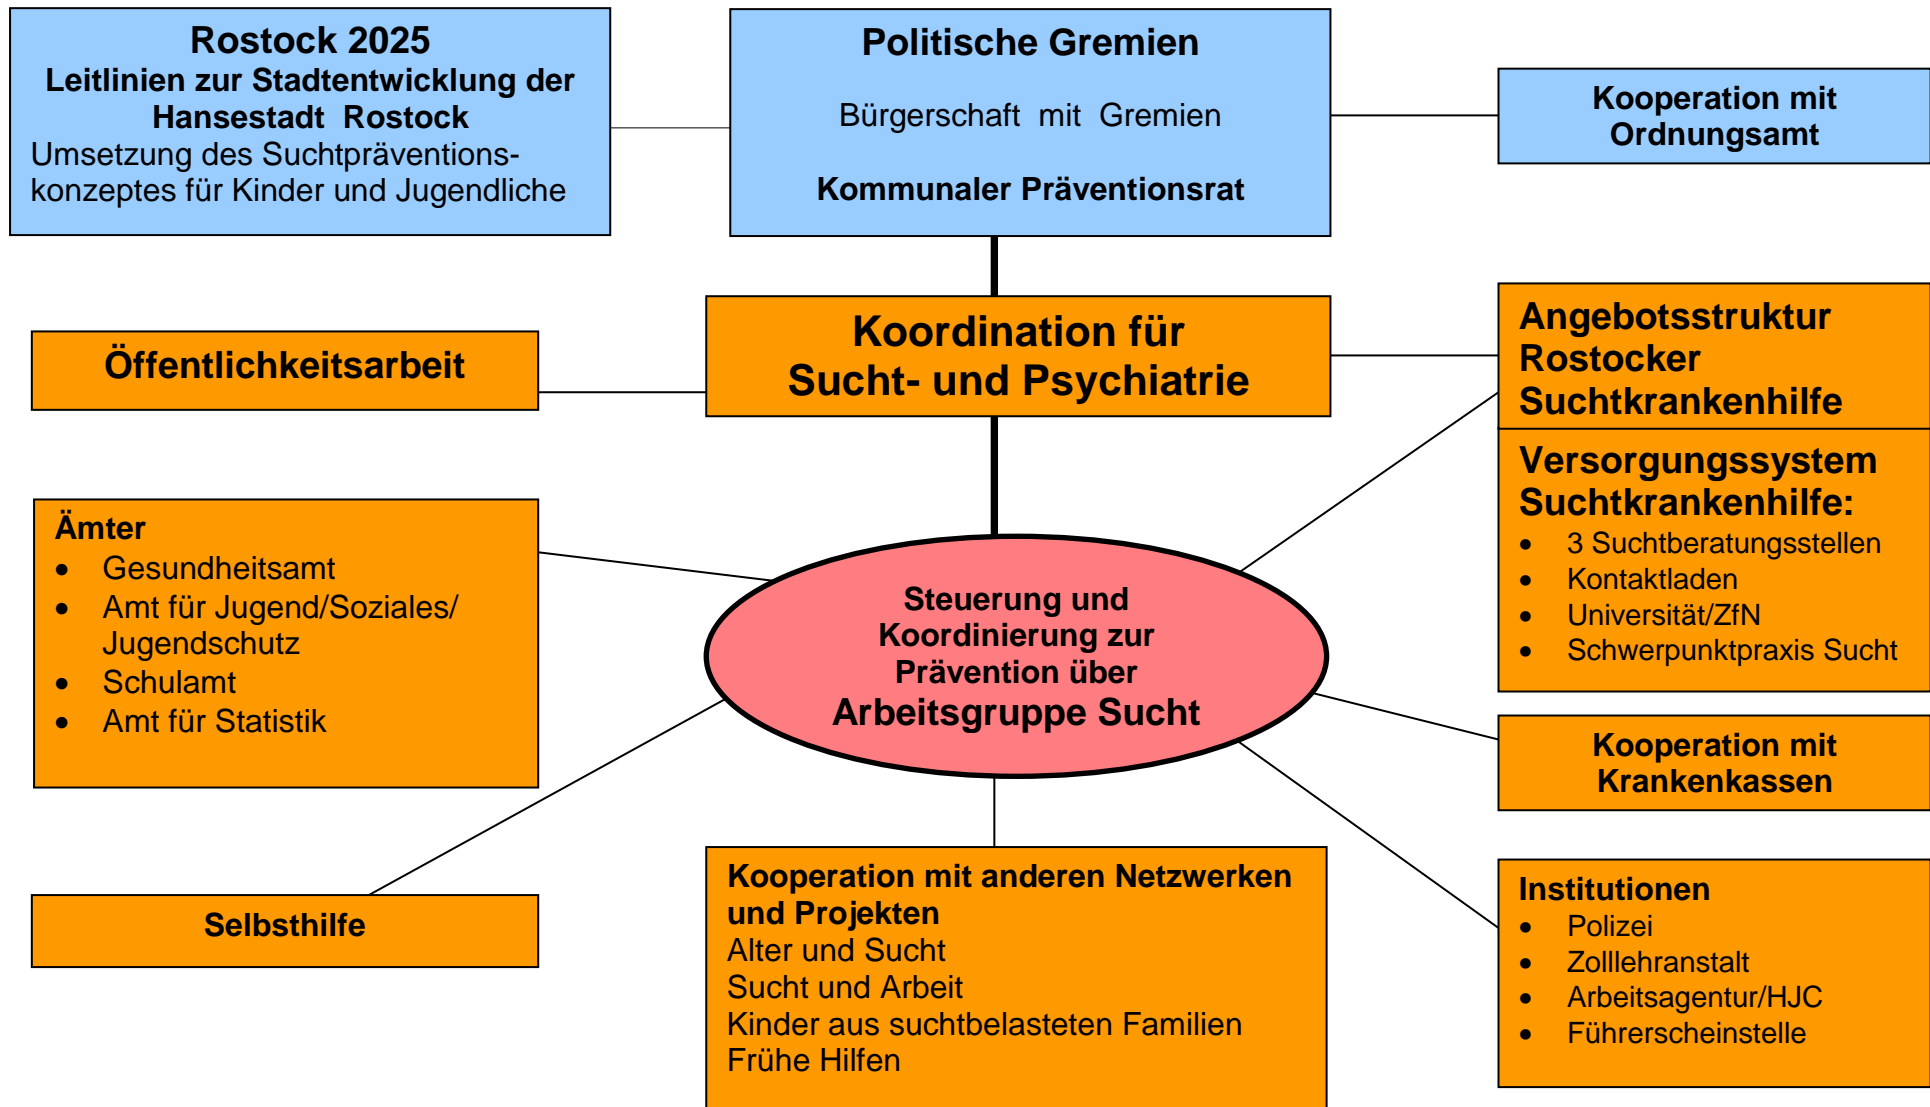 Rostock 2025
Leitlinien zur Stadtentwicklung der
Hansestadt Rostock
Umsetzung des Suchtpräventions-
konzeptes für Kinder und Jugendliche
Politische Gremien
Bürgerschaft mit Gremien
Kommunaler Präventionsrat
Kooperation mit
Ordnungsamt
Öffentlichkeitsarbeit
Koordination für
Sucht- und Psychiatrie
Angebotsstruktur
Rostocker
Suchtkrankenhilfe
Versorgungssystem
Suchtkrankenhilfe:
• 3 Suchtberatungsstellen
• Kontaktladen
• Universität/ZfN
• Schwerpunktpraxis Sucht
Ämter
• Gesundheitsamt
• Amt für Jugend/Soziales/
Jugendschutz
• Schulamt
• Amt für Statistik
Steuerung und
Koordinierung zur
Prävention über
Arbeitsgruppe Sucht
Kooperation mit
Krankenkassen
Selbsthilfe
Kooperation mit anderen Netzwerken
und Projekten
Alter und Sucht
Sucht und Arbeit
Kinder aus suchtbelasteten Familien
Frühe Hilfen
Institutionen
• Polizei
• Zolllehranstalt
• Arbeitsagentur/HJC
• Führerscheinstelle